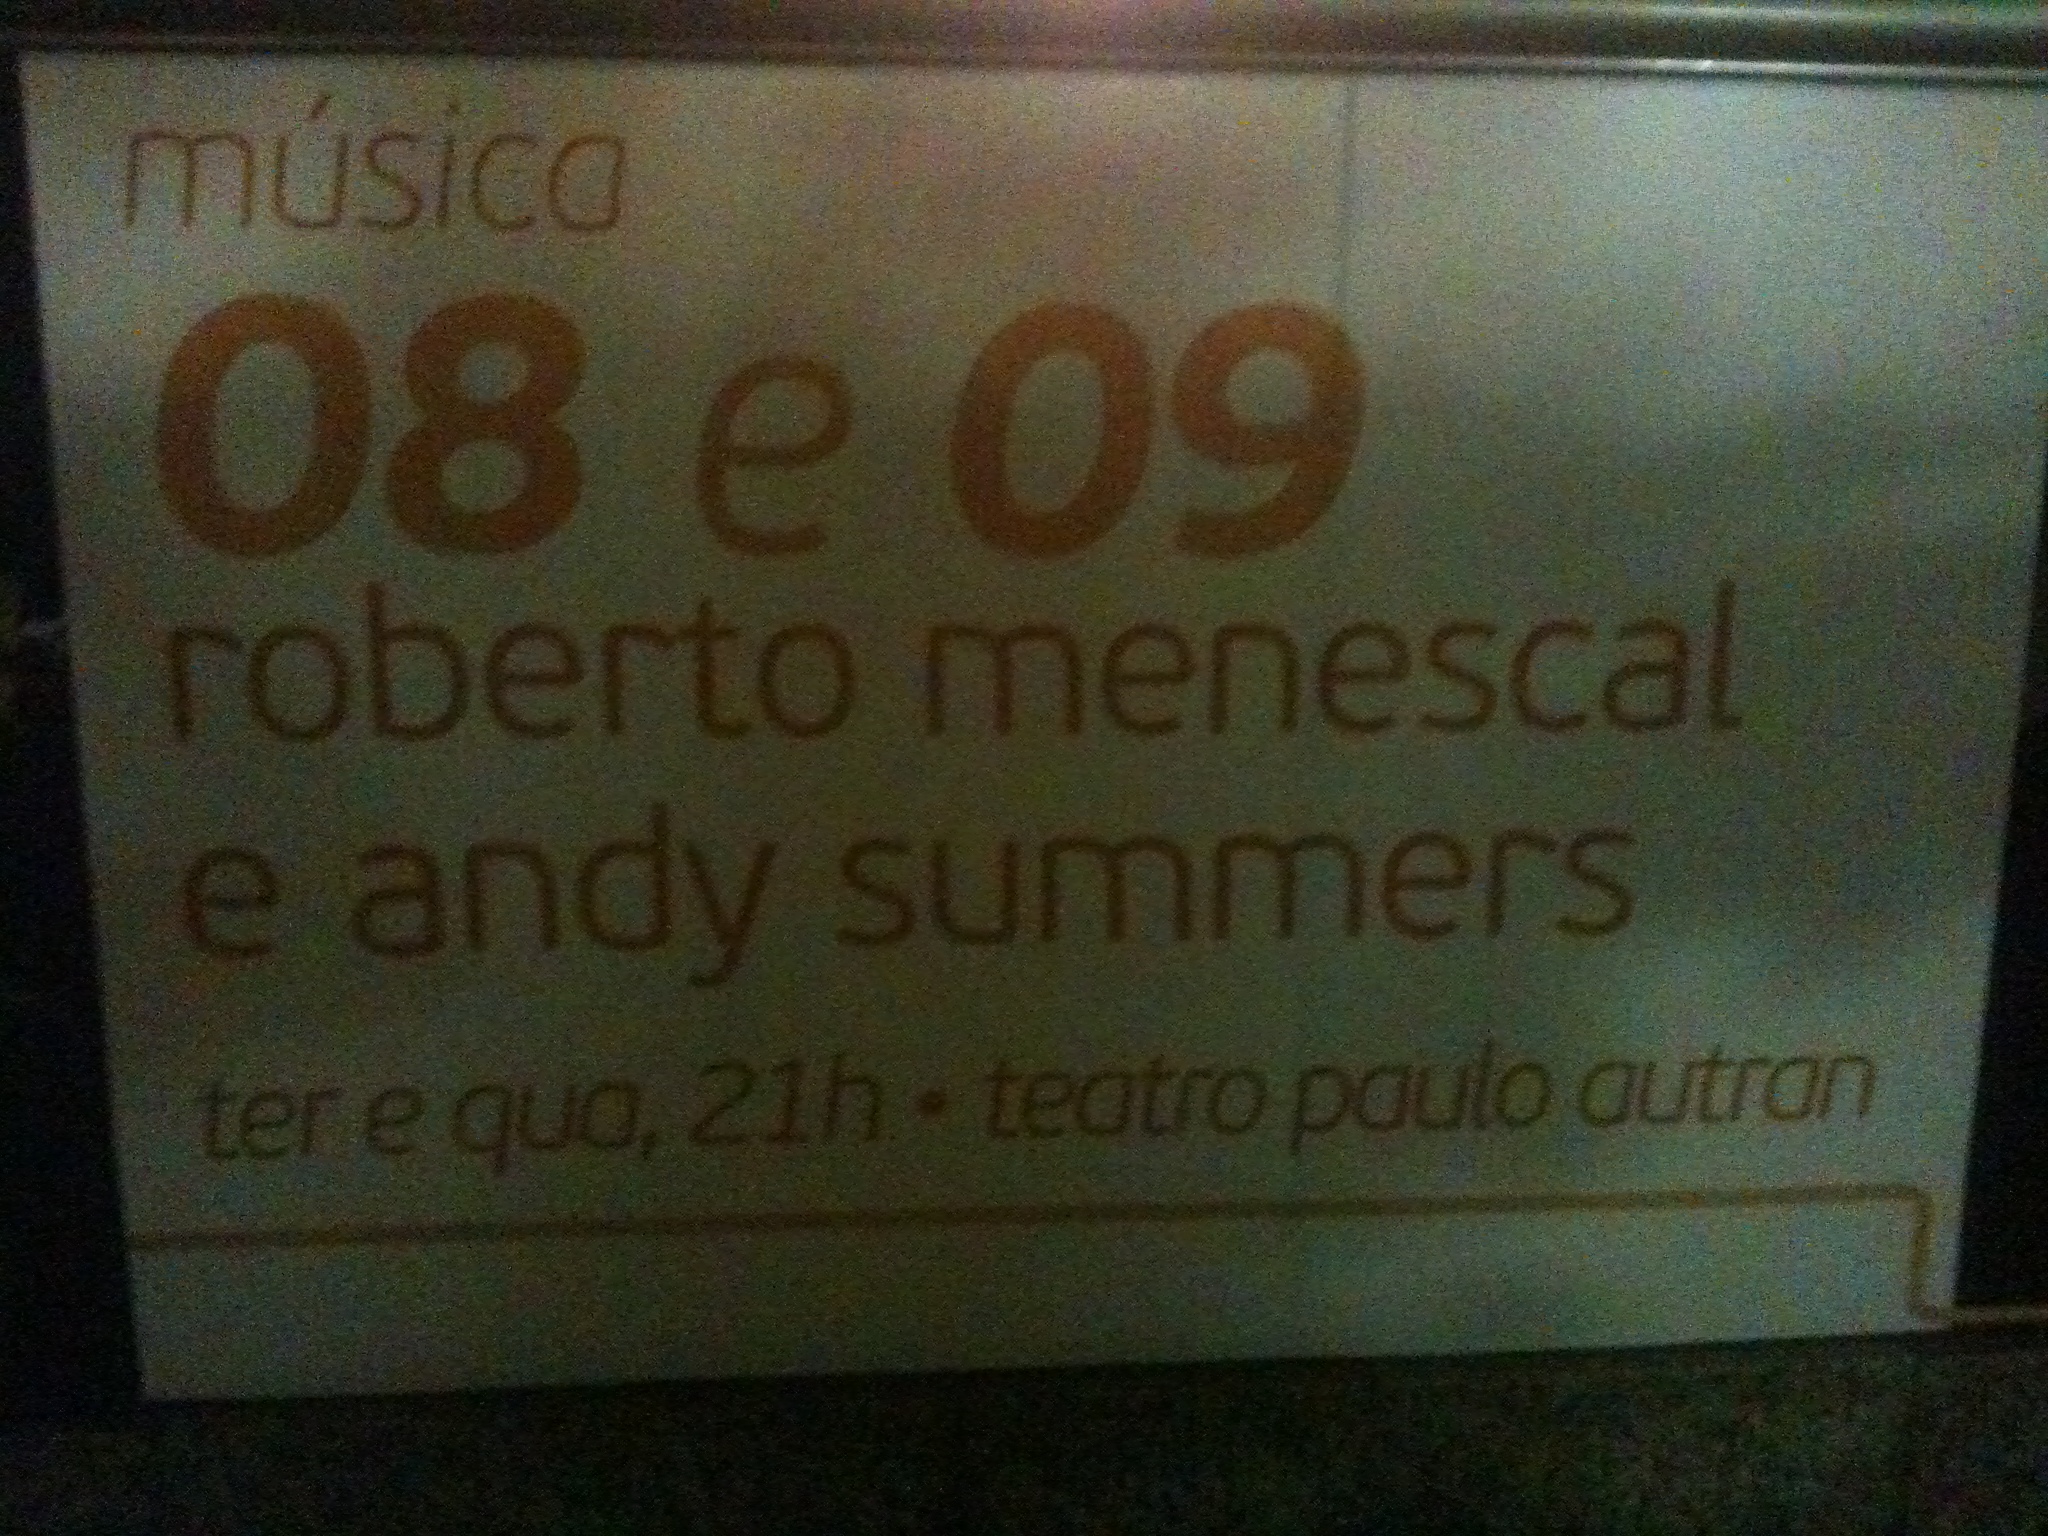 música
08 e 09
roberto menescal
e andy summers
ter e qua, 21h. • teatro paulo autran